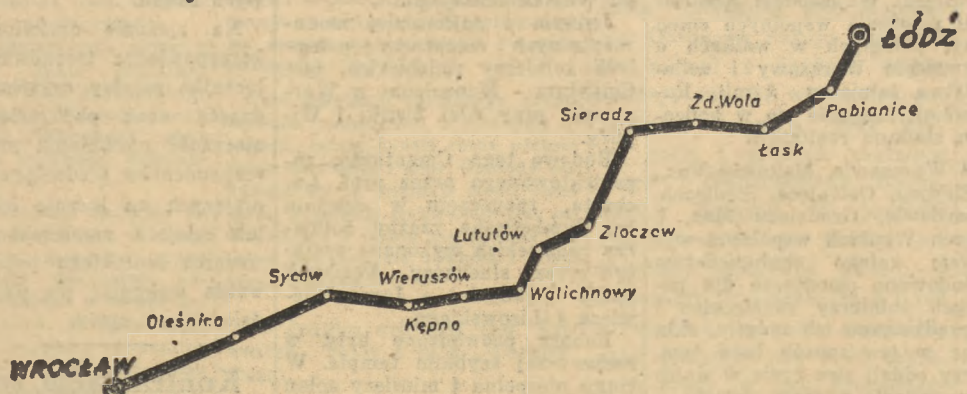 ŁÓDŹ
Zd. Wola
Pabianice
Sieradz
Łask
Złoczew
Lututów
Syców
Wieruszów
Walichnowy
Oleśnica
Kępno
WROCŁAW